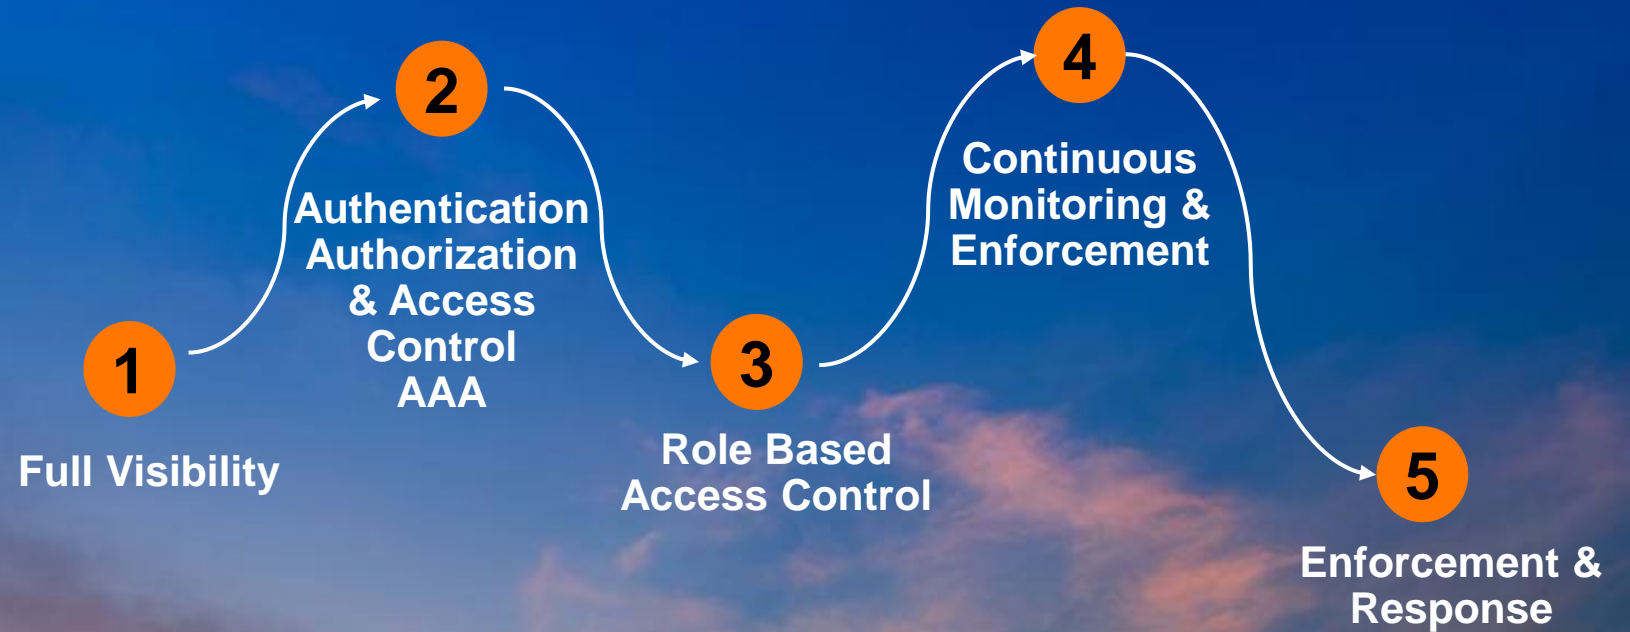 1
Full Visibility
2
Authentication
Authorization
& Access
Control
AAA
3
Role Based
Access Control
4
Continuous
Monitoring &
Enforcement
5
Enforcement &
Response